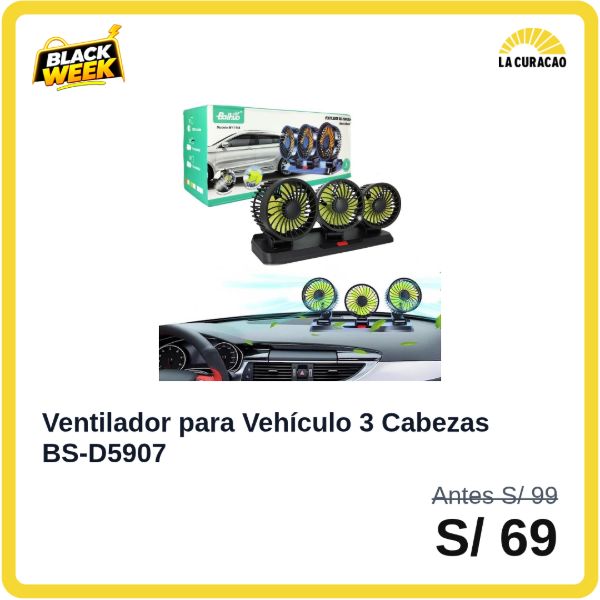 BLACK
WEEK
LA CURACAO
Ventilador para Vehículo 3 Cabezas
BS-D5907
Antes S/ 99
S/ 69